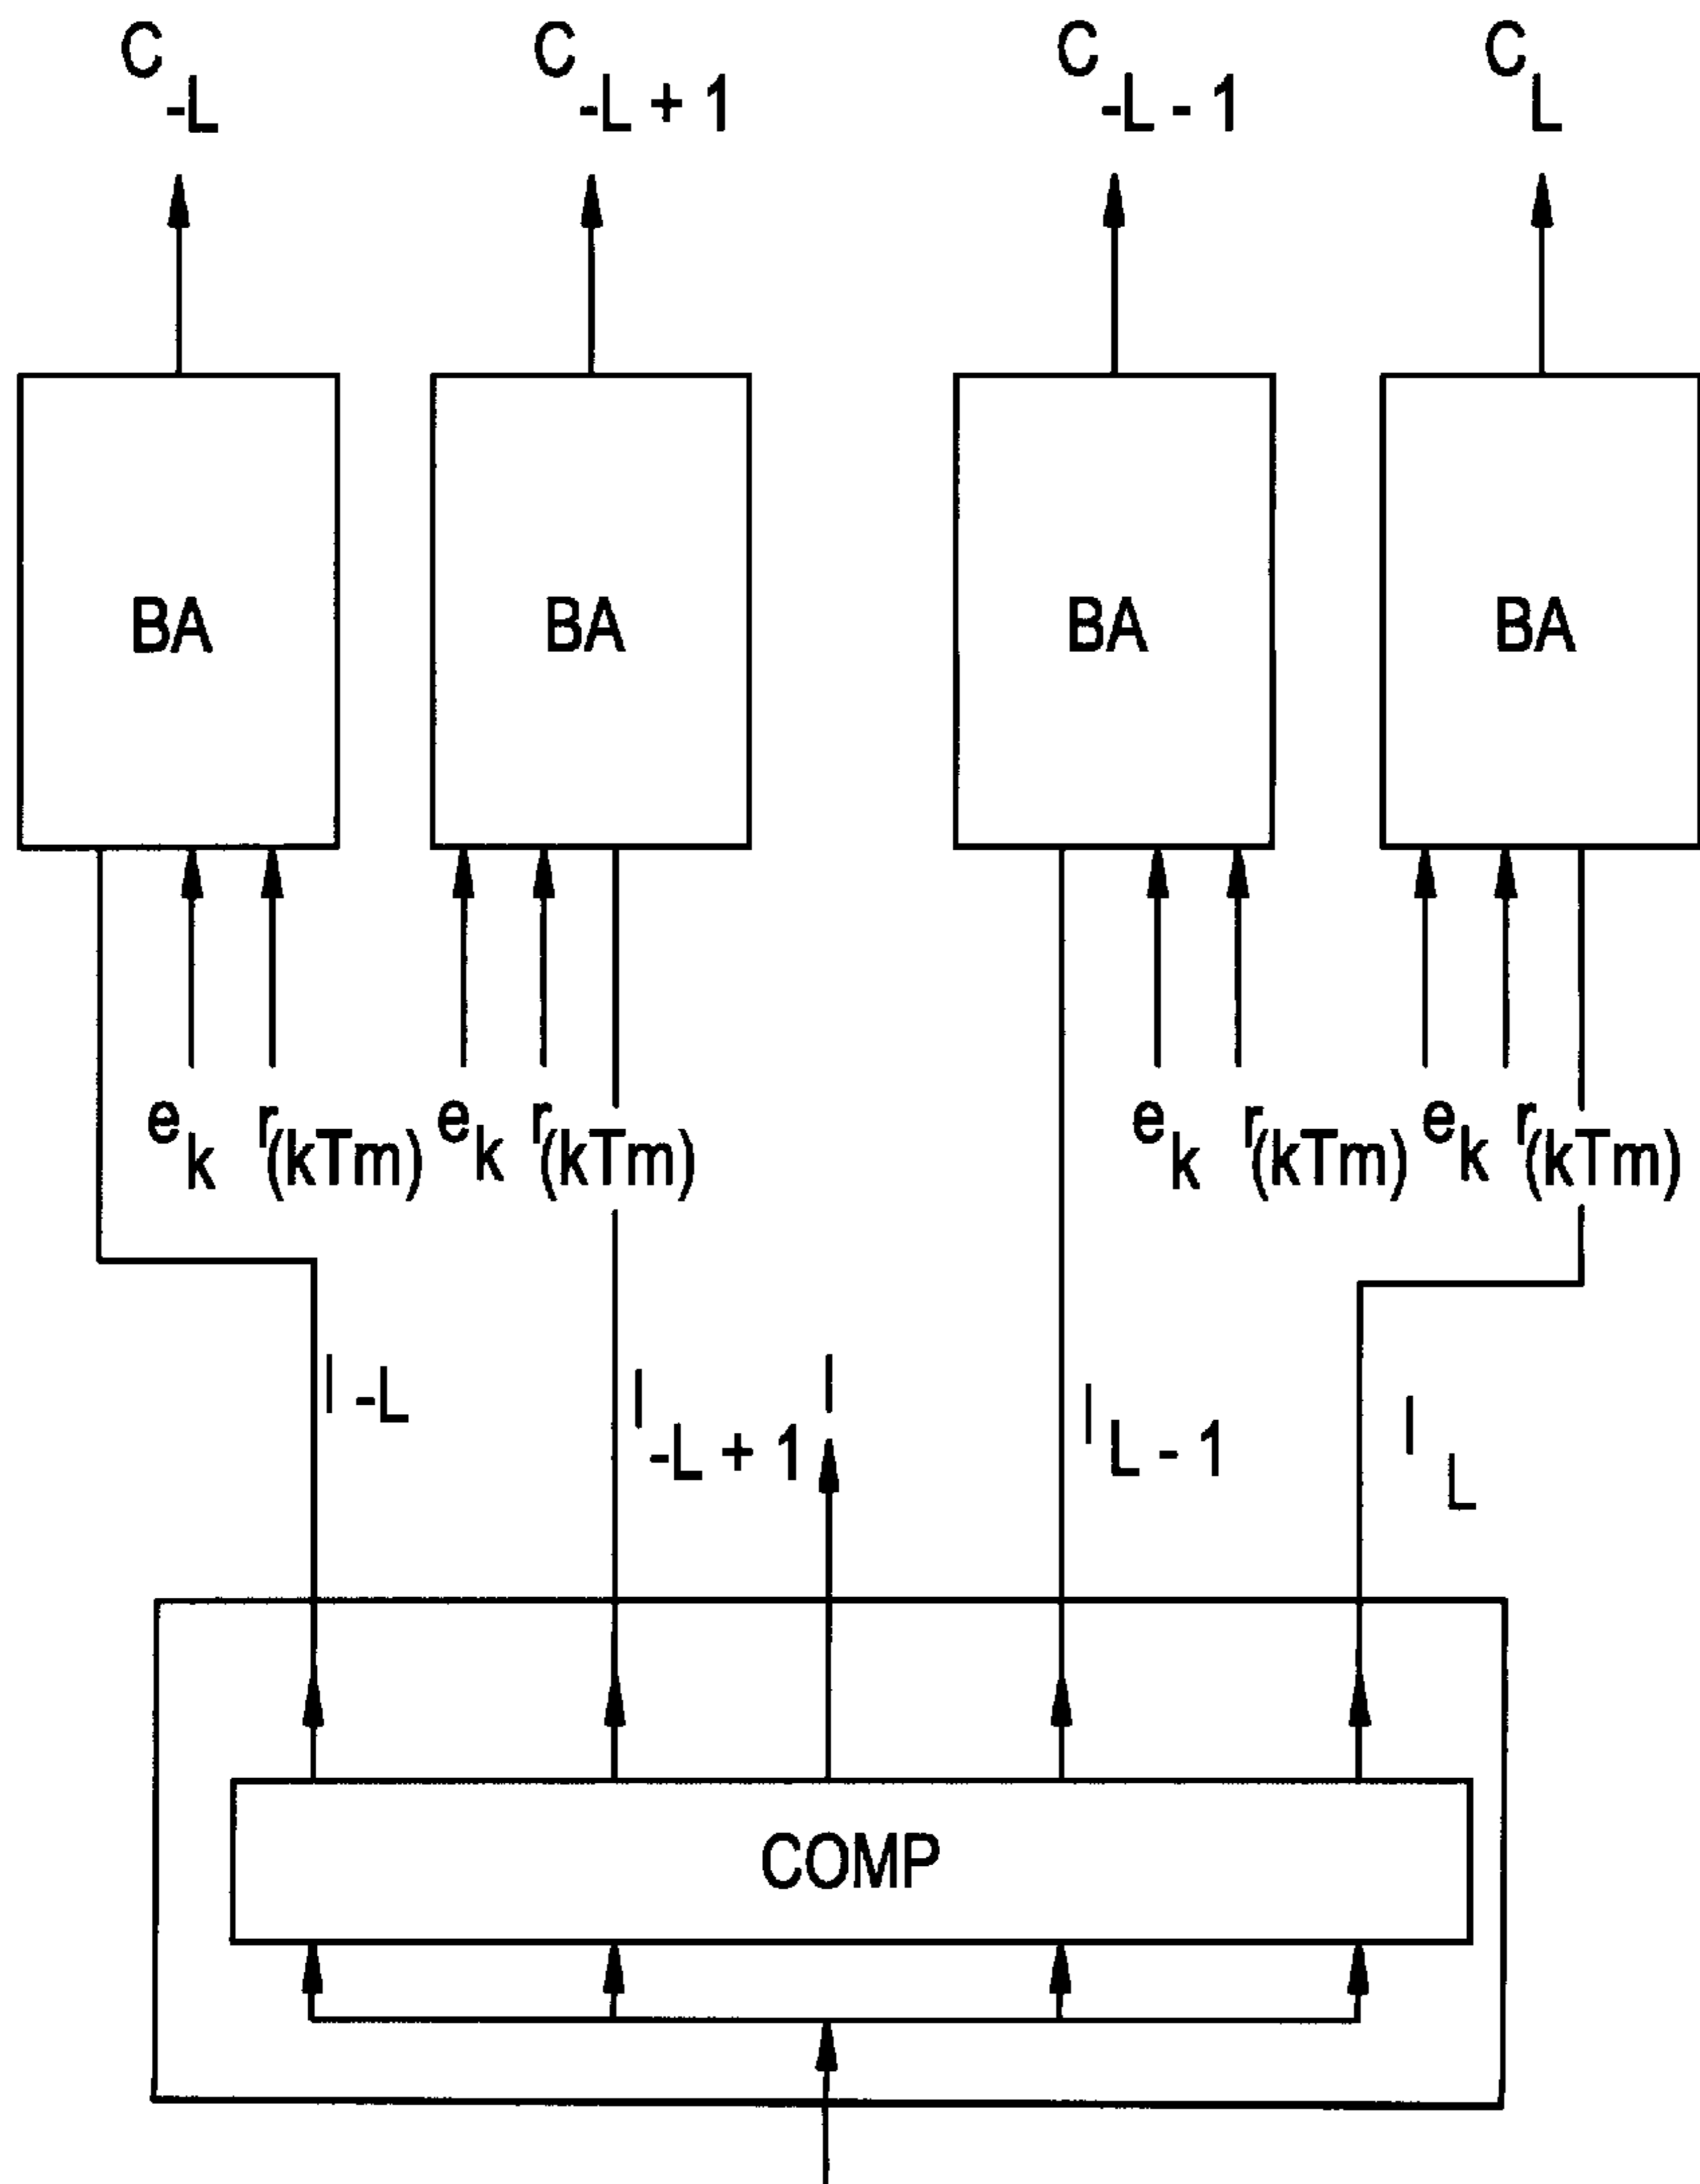 C-L C-L + 1 C-L - 1 CL
BA BA BA BA
ek r(kTm) ek r(kTm) ek r(kTm) ek r(kTm)
I-L I-L + 1 I IL - 1 IL
COMP